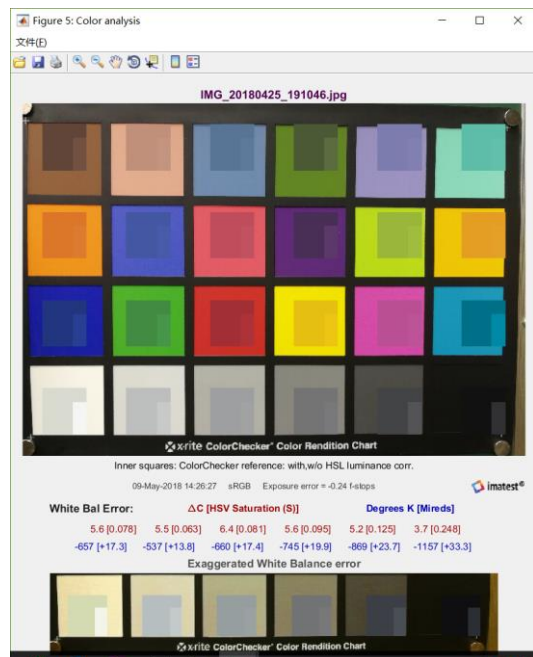 Figure 5: Color analysis
文件(F)
IMG_20180425_191046.jpg
x-rite ColorChecker® Color Rendition Chart
Inner squares: ColorChecker reference: with,w/o HSL luminance corr.
09-May-2018 14:26:27 sRGB Exposure error = -0.24 f-stops imatest®
White Bal Error: ΔC [HSV Saturation (S)] Degrees K [Mireds]
5.6 [0.078] 5.5 [0.063] 6.4 [0.081] 5.6 [0.095] 5.2 [0.125] 3.7 [0.248]
-657 [+17.3] -537 [+13.8] -660 [+17.4] -745 [+19.9] -869 [+23.7] -1157 [+33.3]
Exaggerated White Balance error
x-rite ColorChecker® Color Rendition Chart